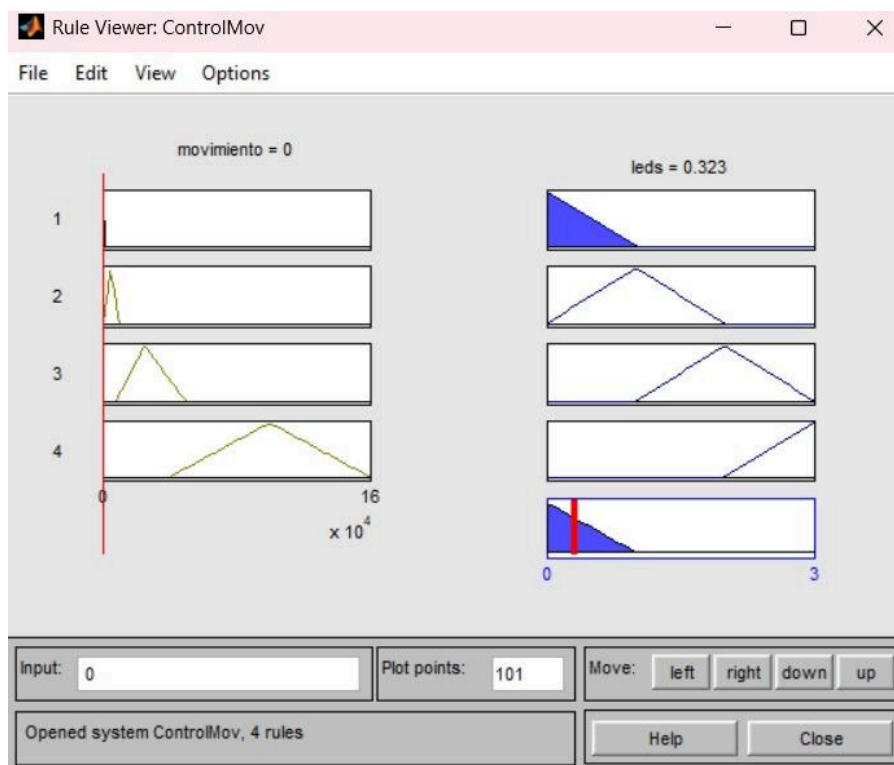 Rule Viewer: ControlMov
File Edit View Options
movimiento = 0
leds = 0.323
1
2
3
4
0 16
x 10^4
0 3
Input: 0
Plot points: 101
Move: left right down up
Opened system ControlMov, 4 rules
Help Close